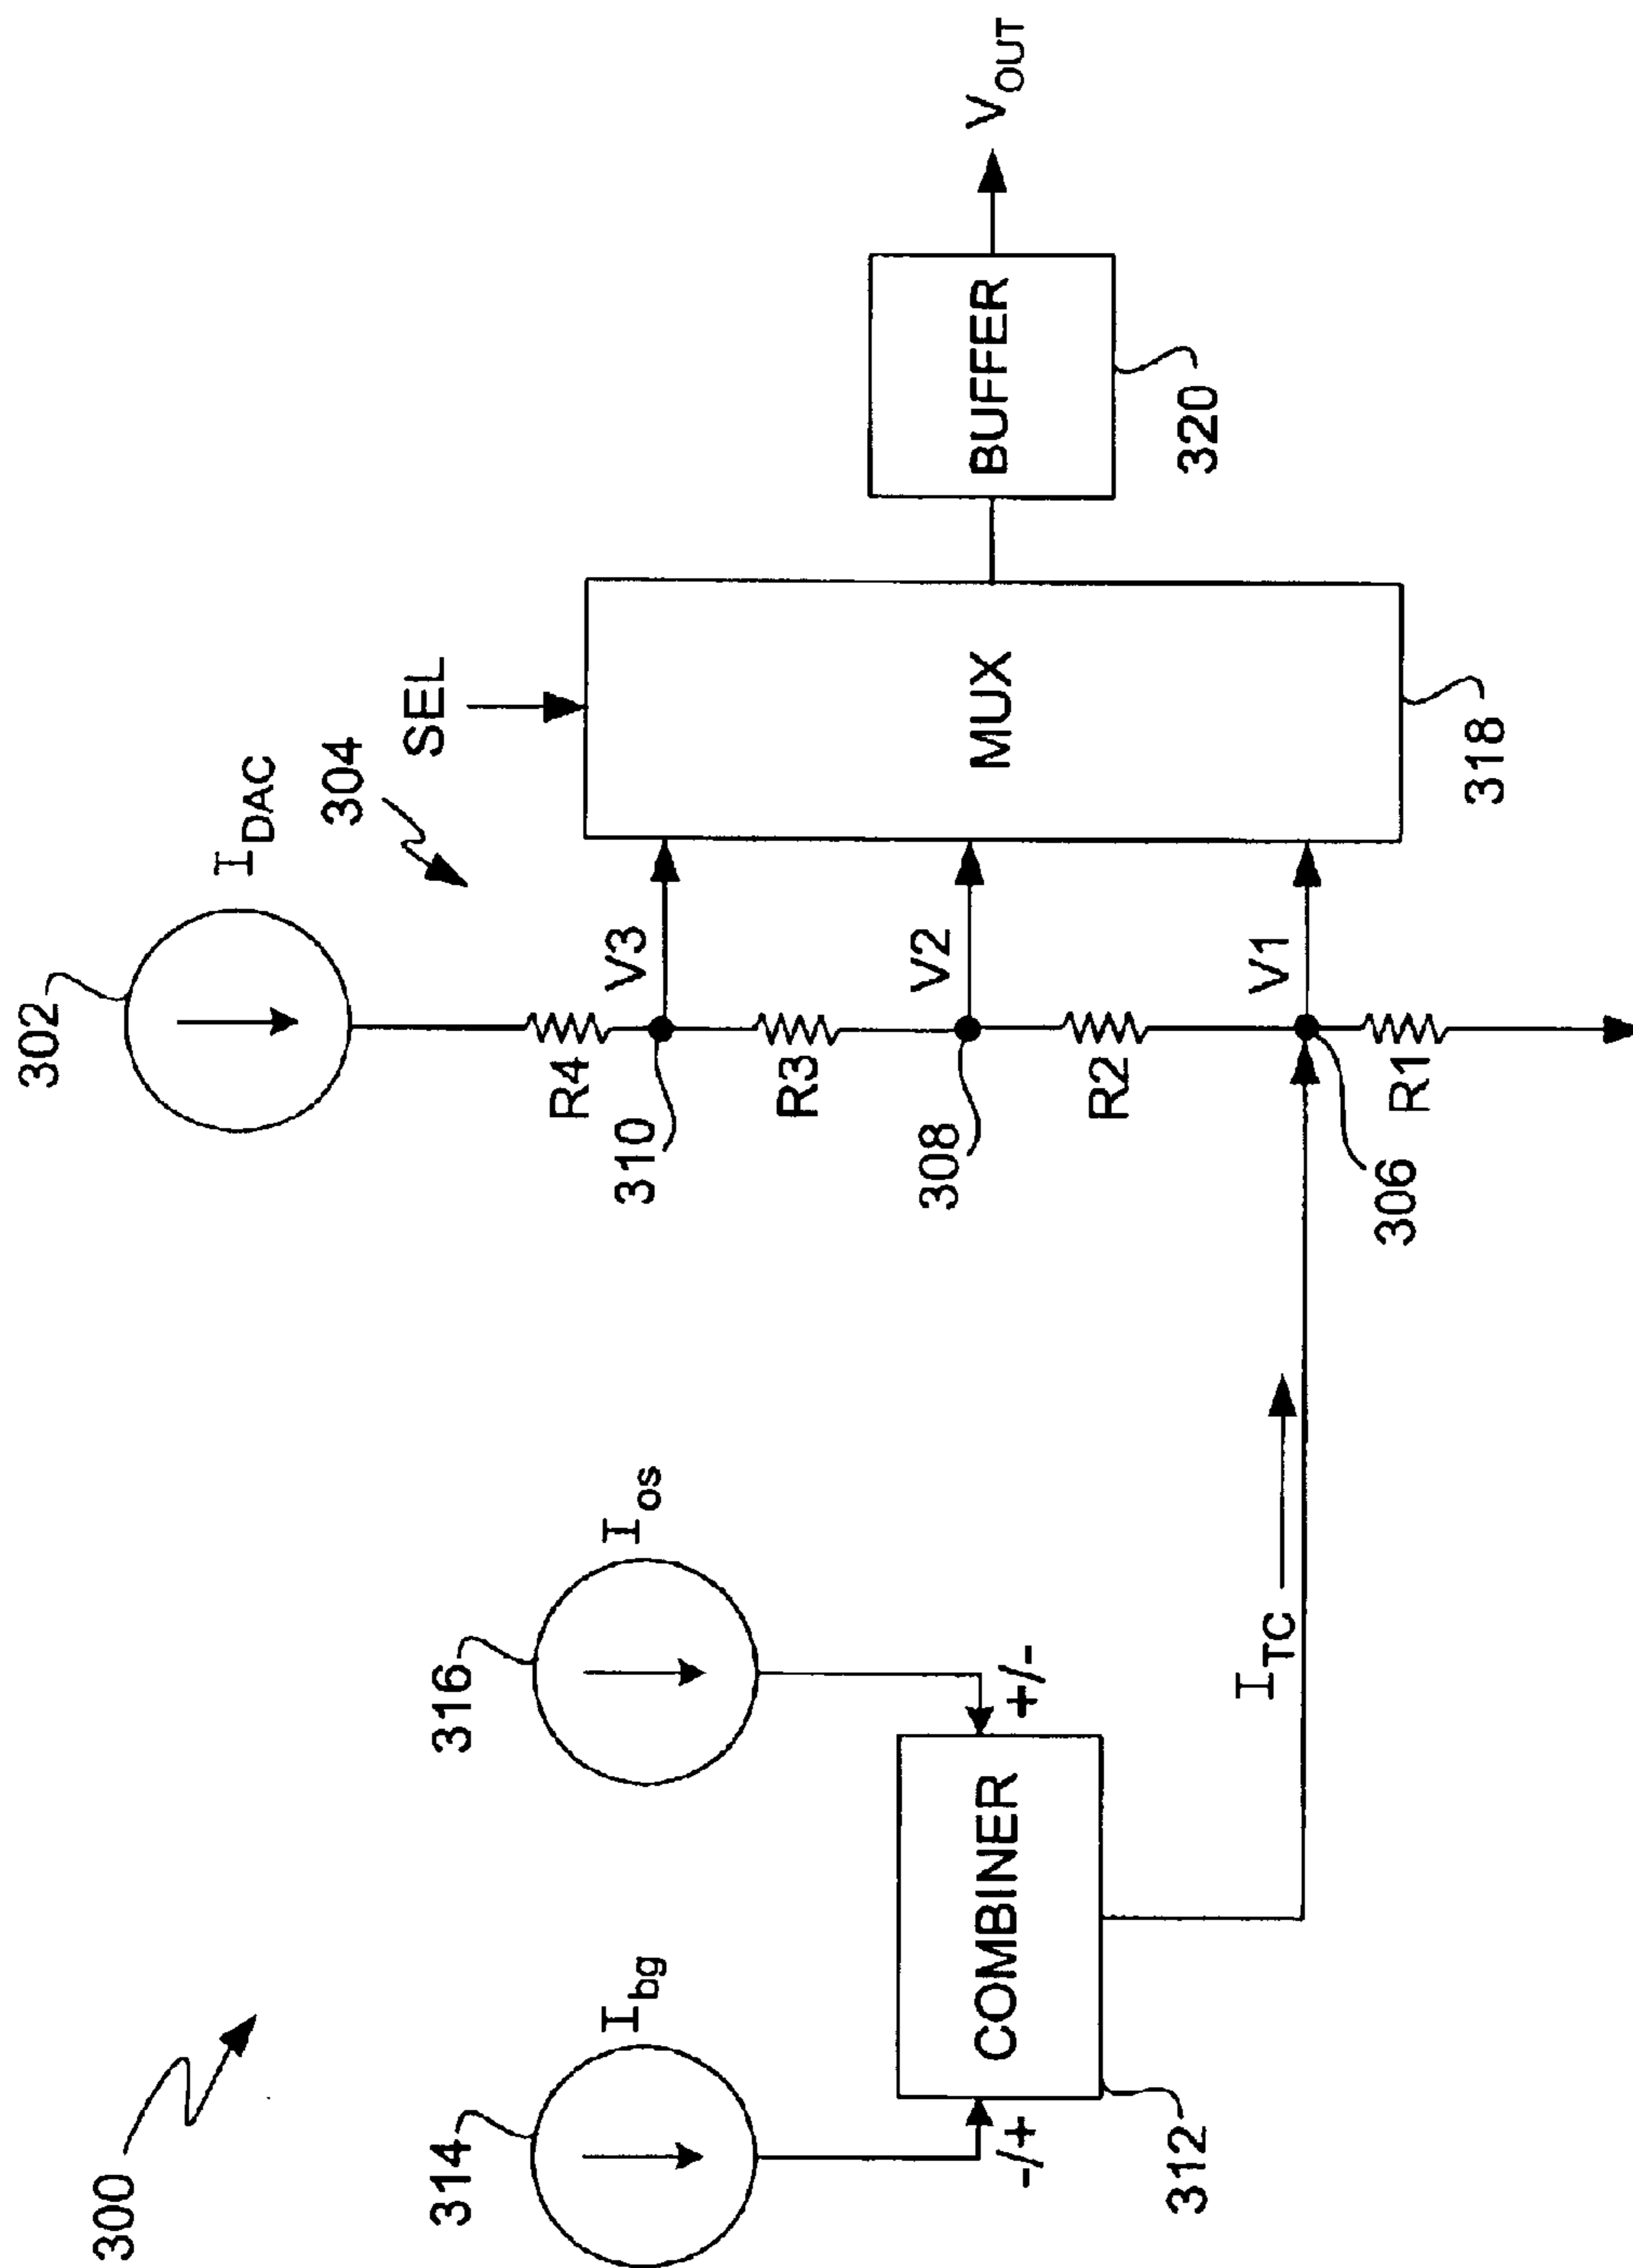 300
302
I_DAC
304
SEL
R4
310
V3
R3
308
V2
R2
306
V1
R1
MUX
318
BUFFER
320
V_OUT
314
I_bg
316
I_os
-/+
+/-
COMBINER
312
I_TC